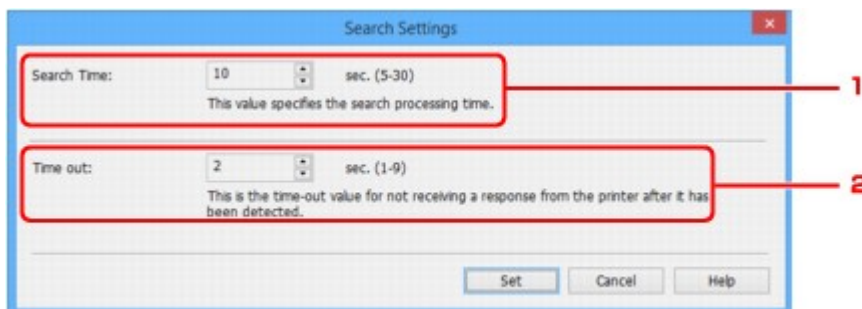 Search Settings
Search Time: 10 sec. (5-30)
This value specifies the search processing time.
1
Time out: 2 sec. (1-9)
This is the time-out value for not receiving a response from the printer after it has
been detected.
2
Set Cancel Help